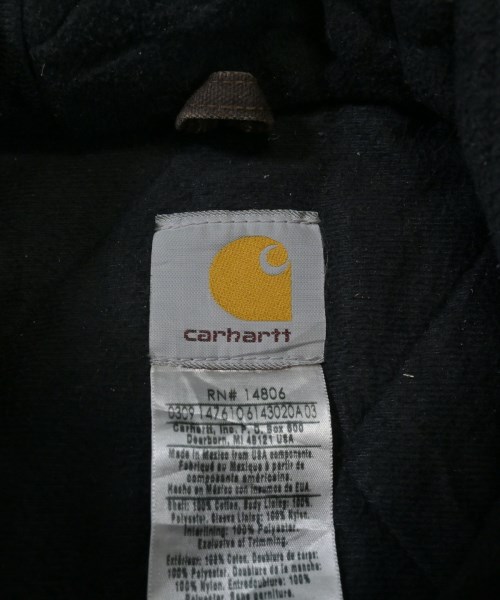 carhartt
RN# 14806
0309 147610 6143020A 03
Carhartt, Inc. P. O. Box 600
Dearborn, MI 48121 USA
Made in Mexico from USA components.
Fabriqué au Mexique à partir de
composants américains.
Hecho en México con insumos de EUA.
Shell: 100% Cotton. Body Lining: 100%
Polyester. Sleeve Lining: 100% Nylon.
Interlining: 100% Polyester.
Exclusive of Trimming.
Extérieur: 100% Coton. Doublure de corps:
100% Polyester. Doublure de la manche:
100% Nylon. Entredoublure: 100%
Polyester. Sans garniture.